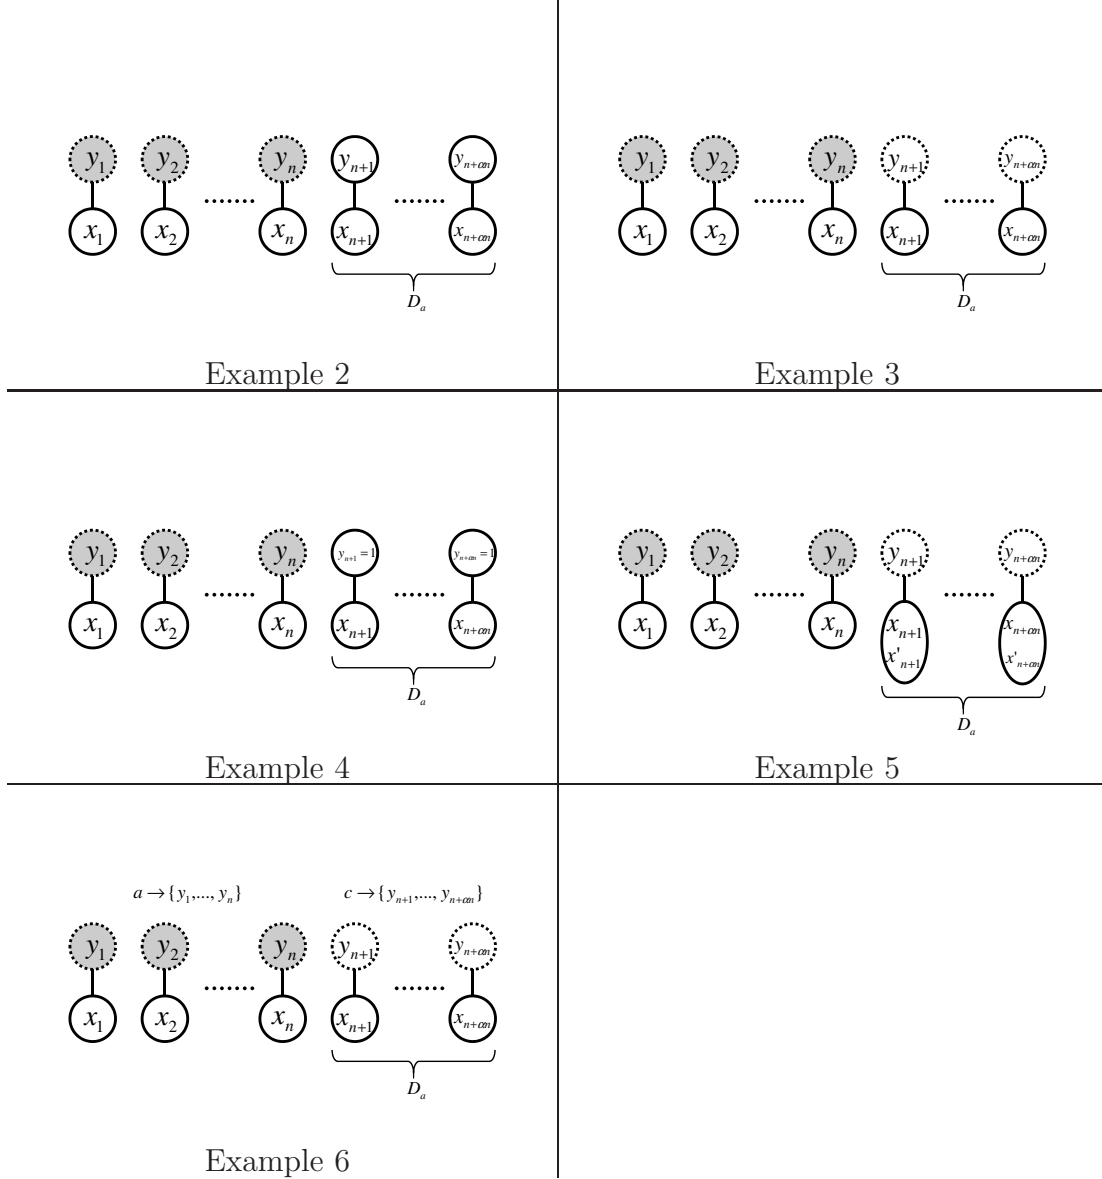 y₁ y₂ yₙ yₙ₊₁ yₙ₊αₙ
.......  .......
x₁ x₂ xₙ xₙ₊₁ xₙ₊αₙ
Dₐ
Example 2
y₁ y₂ yₙ yₙ₊₁ yₙ₊αₙ
.......  .......
x₁ x₂ xₙ xₙ₊₁ xₙ₊αₙ
Dₐ
Example 3
y₁ y₂ yₙ yₙ₊₁ = 1 yₙ₊αₙ = 1
.......  .......
x₁ x₂ xₙ xₙ₊₁ xₙ₊αₙ
Dₐ
Example 4
y₁ y₂ yₙ yₙ₊₁ yₙ₊αₙ
.......  .......
x₁ x₂ xₙ xₙ₊₁ xₙ₊αₙ
x'ₙ₊₁ x'ₙ₊αₙ
Dₐ
Example 5
a → {y₁,..., yₙ} c → {yₙ₊₁,..., yₙ₊αₙ}
y₁ y₂ yₙ yₙ₊₁ yₙ₊αₙ
.......  .......
x₁ x₂ xₙ xₙ₊₁ xₙ₊αₙ
Dₐ
Example 6